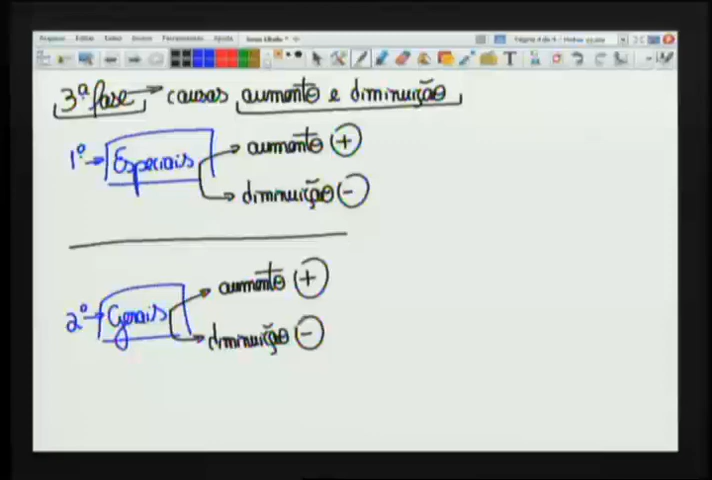 3ª fase → causas aumento e diminuição
1º → Especiais
aumento (+)
diminuição (-)
2º → Gerais
aumento (+)
diminuição (-)